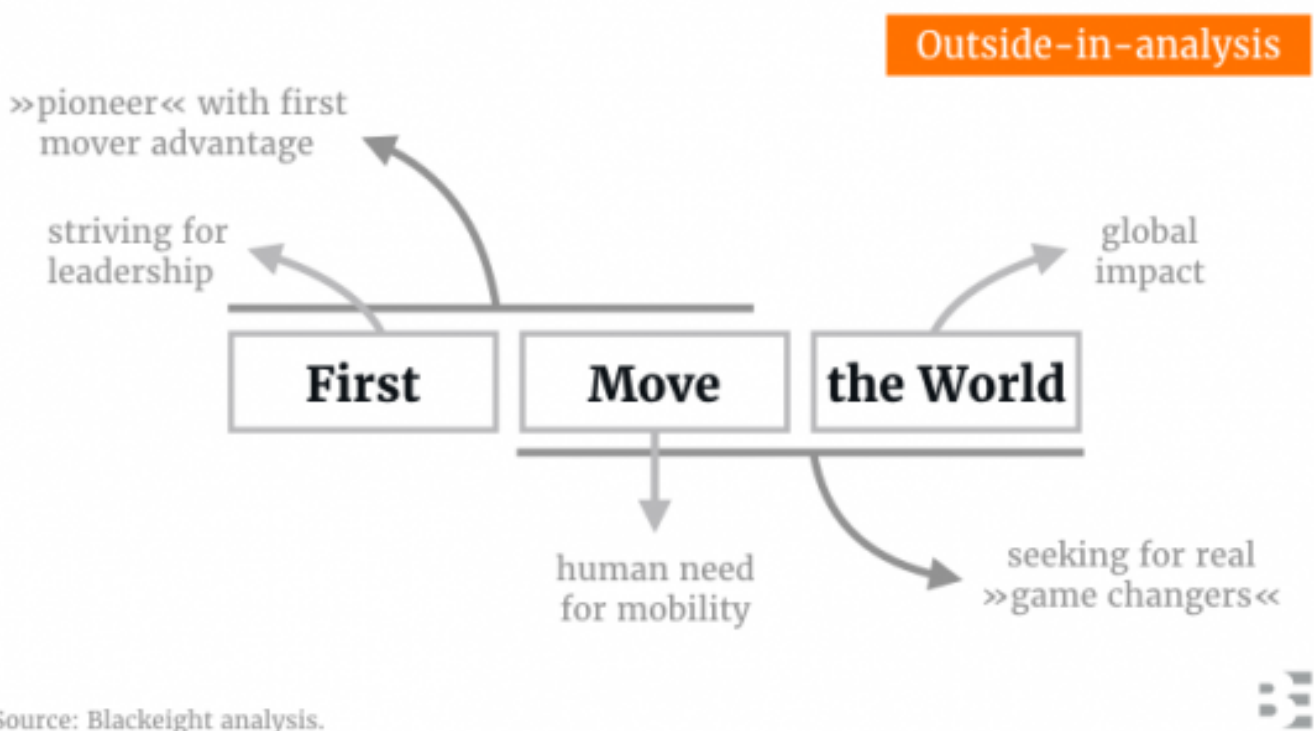 Outside-in-analysis
»pioneer« with first
mover advantage
striving for
leadership
global
impact
First
Move
the World
human need
for mobility
seeking for real
»game changers«
Source: Blackeight analysis.